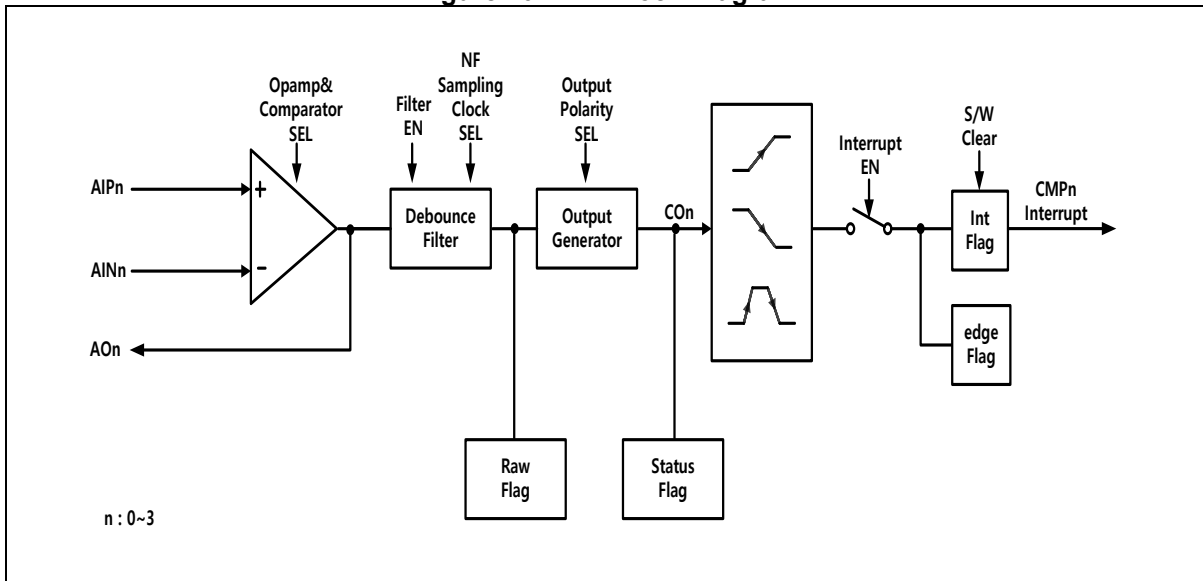 Opamp&
Comparator
SEL
Filter
EN
NF
Sampling
Clock
SEL
Output
Polarity
SEL
Interrupt
EN
S/W
Clear
AIPn
+
AINn
-
AOn
Debounce
Filter
Output
Generator
COn
Int
Flag
CMPn
Interrupt
edge
Flag
Raw
Flag
Status
Flag
n : 0~3